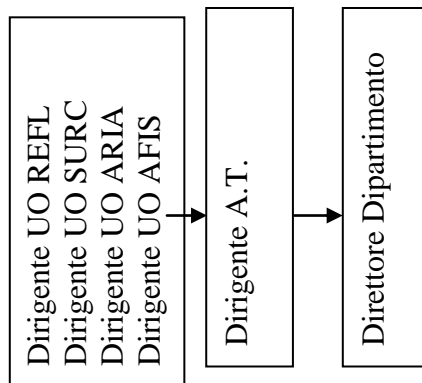 Dirigente UO REFL
Dirigente UO SURC
Dirigente UO ARIA
Dirigente UO AFIS
Dirigente A.T.
Direttore Dipartimento